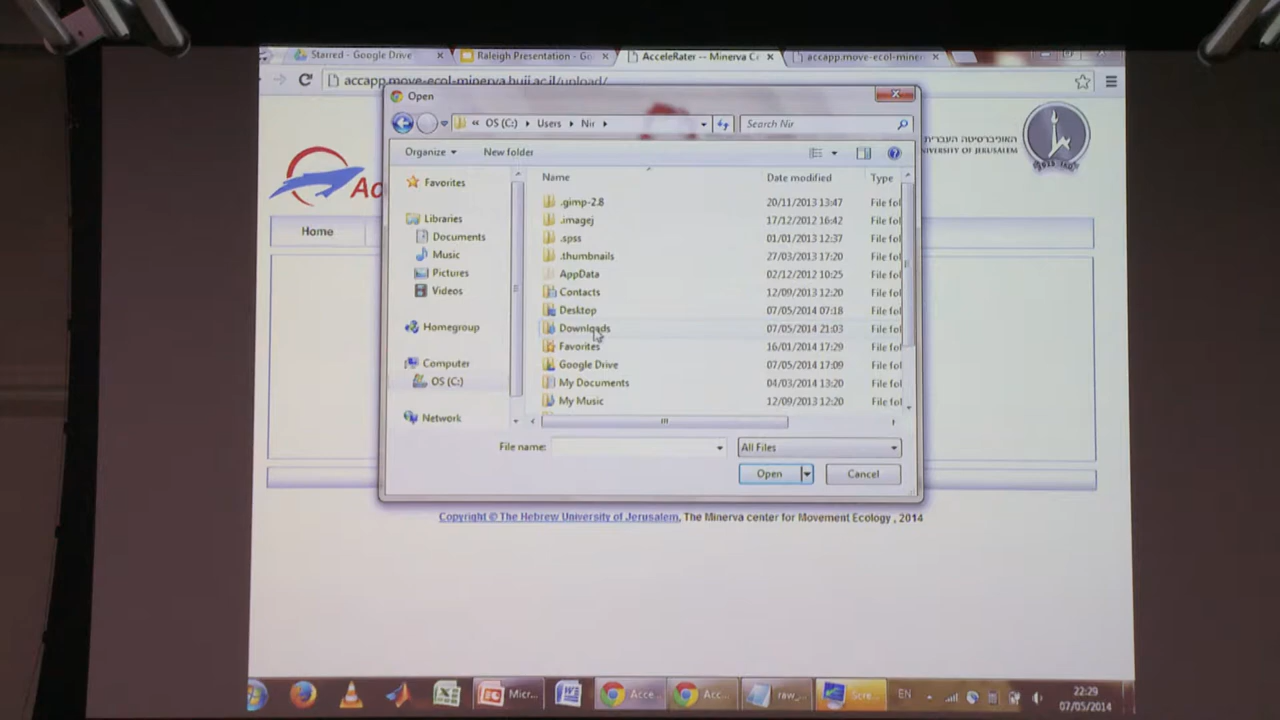 Starred - Google Drive
Raleigh Presentation - Go
AcceleRater -- Minerva Ce
accapp.move-ecol-miner
accapp.move-ecol-minerva.huji.ac.il/upload/
Open
« OS (C:) Users Nir
Search Nir
האוניברסיטה העברית
UNIVERSITY OF JERUSALEM
Organize
New folder
Ac
Home
Name Date modified Type
Favorites
Libraries
Documents
Music
Pictures
Videos
Homegroup
Computer
OS (C:)
Network
.gimp-2.8 20/11/2013 13:47 File fol
.imagej 17/12/2012 16:42 File fol
.spss 01/01/2013 12:37 File fol
.thumbnails 27/03/2013 17:20 File fol
AppData 02/12/2012 10:25 File fol
Contacts 12/09/2013 12:20 File fol
Desktop 07/05/2014 07:18 File fol
Downloads 07/05/2014 21:03 File fol
Favorites 16/01/2014 17:29 File fol
Google Drive 07/05/2014 17:09 File fol
My Documents 04/03/2014 13:20 File fol
My Music 12/09/2013 12:20 File fol
File name:
All Files
Open
Cancel
Copyright © The Hebrew University of Jerusalem, The Minerva center for Movement Ecology , 2014
Micr...
Acce...
Acc...
raw_...
Scre...
EN
22:29
07/05/2014